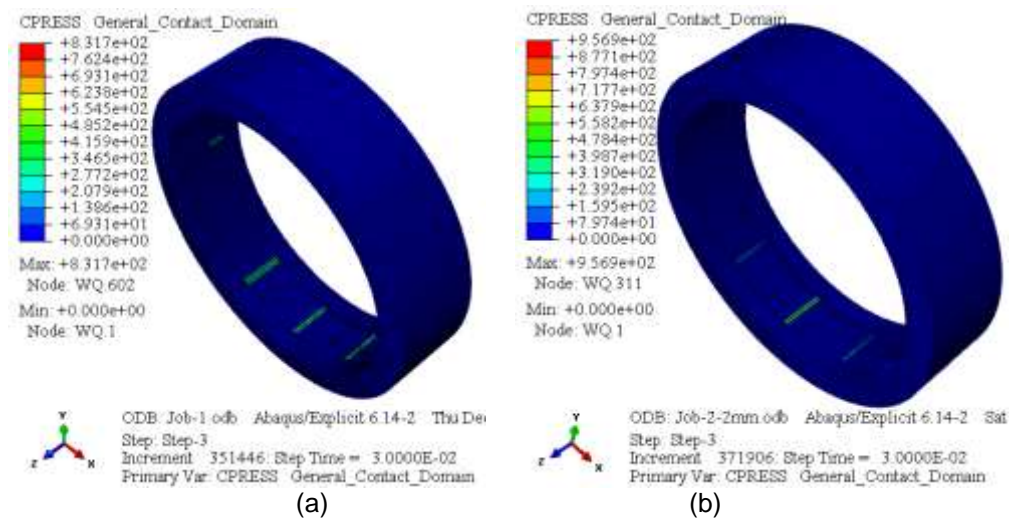 CPRESS General_Contact_Domain
+8.317e+02
+7.624e+02
+6.931e+02
+6.238e+02
+5.545e+02
+4.852e+02
+4.159e+02
+3.465e+02
+2.772e+02
+2.079e+02
+1.386e+02
+6.931e+01
+0.000e+00
Max: +8.317e+02
Node: WQ.602
Min: +0.000e+00
Node: WQ.1
Y
Z
X
ODB: Job-1.odb Abaqus/Explicit 6.14-2 Thu De
Step: Step-3
Increment 351446: Step Time = 3.0000E-02
Primary Var: CPRESS General_Contact_Domain
(a)
CPRESS General_Contact_Domain
+9.569e+02
+8.771e+02
+7.974e+02
+7.177e+02
+6.379e+02
+5.582e+02
+4.784e+02
+3.987e+02
+3.190e+02
+2.392e+02
+1.595e+02
+7.974e+01
+0.000e+00
Max: +9.569e+02
Node: WQ.311
Min: +0.000e+00
Node: WQ.1
Y
Z
X
ODB: Job-2-2mm.odb Abaqus/Explicit 6.14-2 Sat
Step: Step-3
Increment 371906: Step Time = 3.0000E-02
Primary Var: CPRESS General_Contact_Domain
(b)